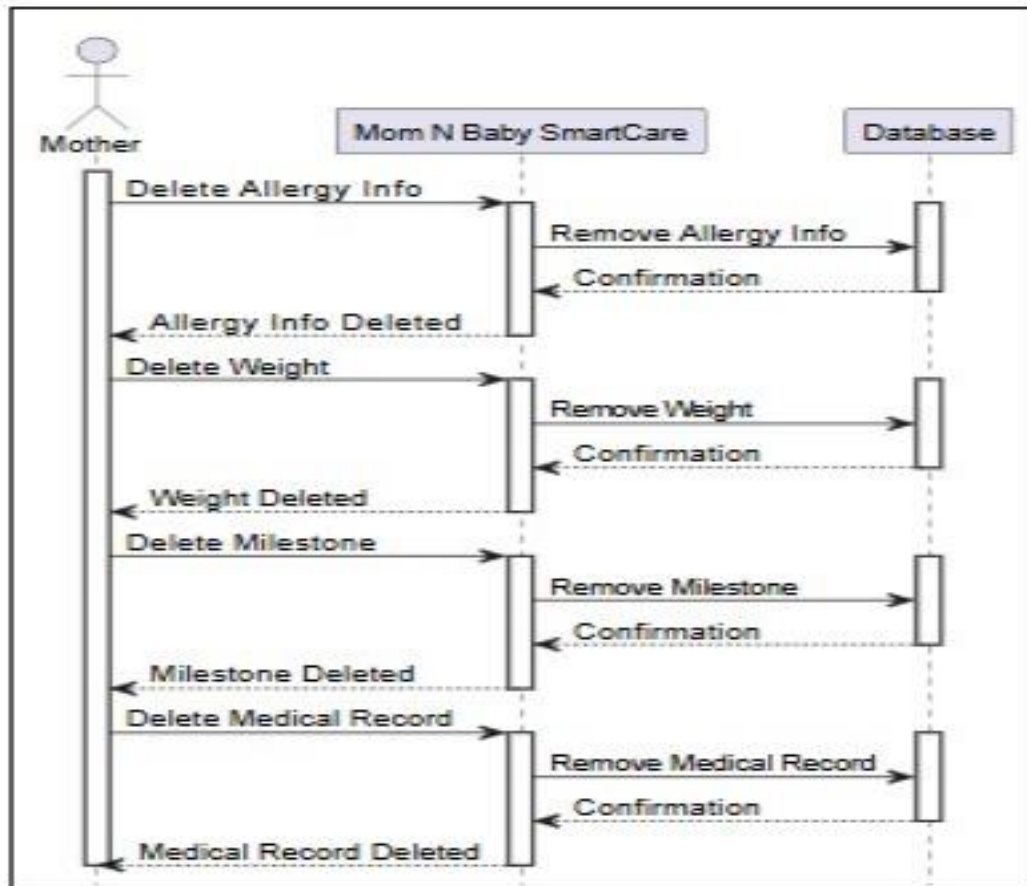 Mother
Mom N Baby SmartCare
Database
Delete Allergy Info
Remove Allergy Info
Confirmation
Allergy Info Deleted
Delete Weight
Remove Weight
Confirmation
Weight Deleted
Delete Milestone
Remove Milestone
Confirmation
Milestone Deleted
Delete Medical Record
Remove Medical Record
Confirmation
Medical Record Deleted